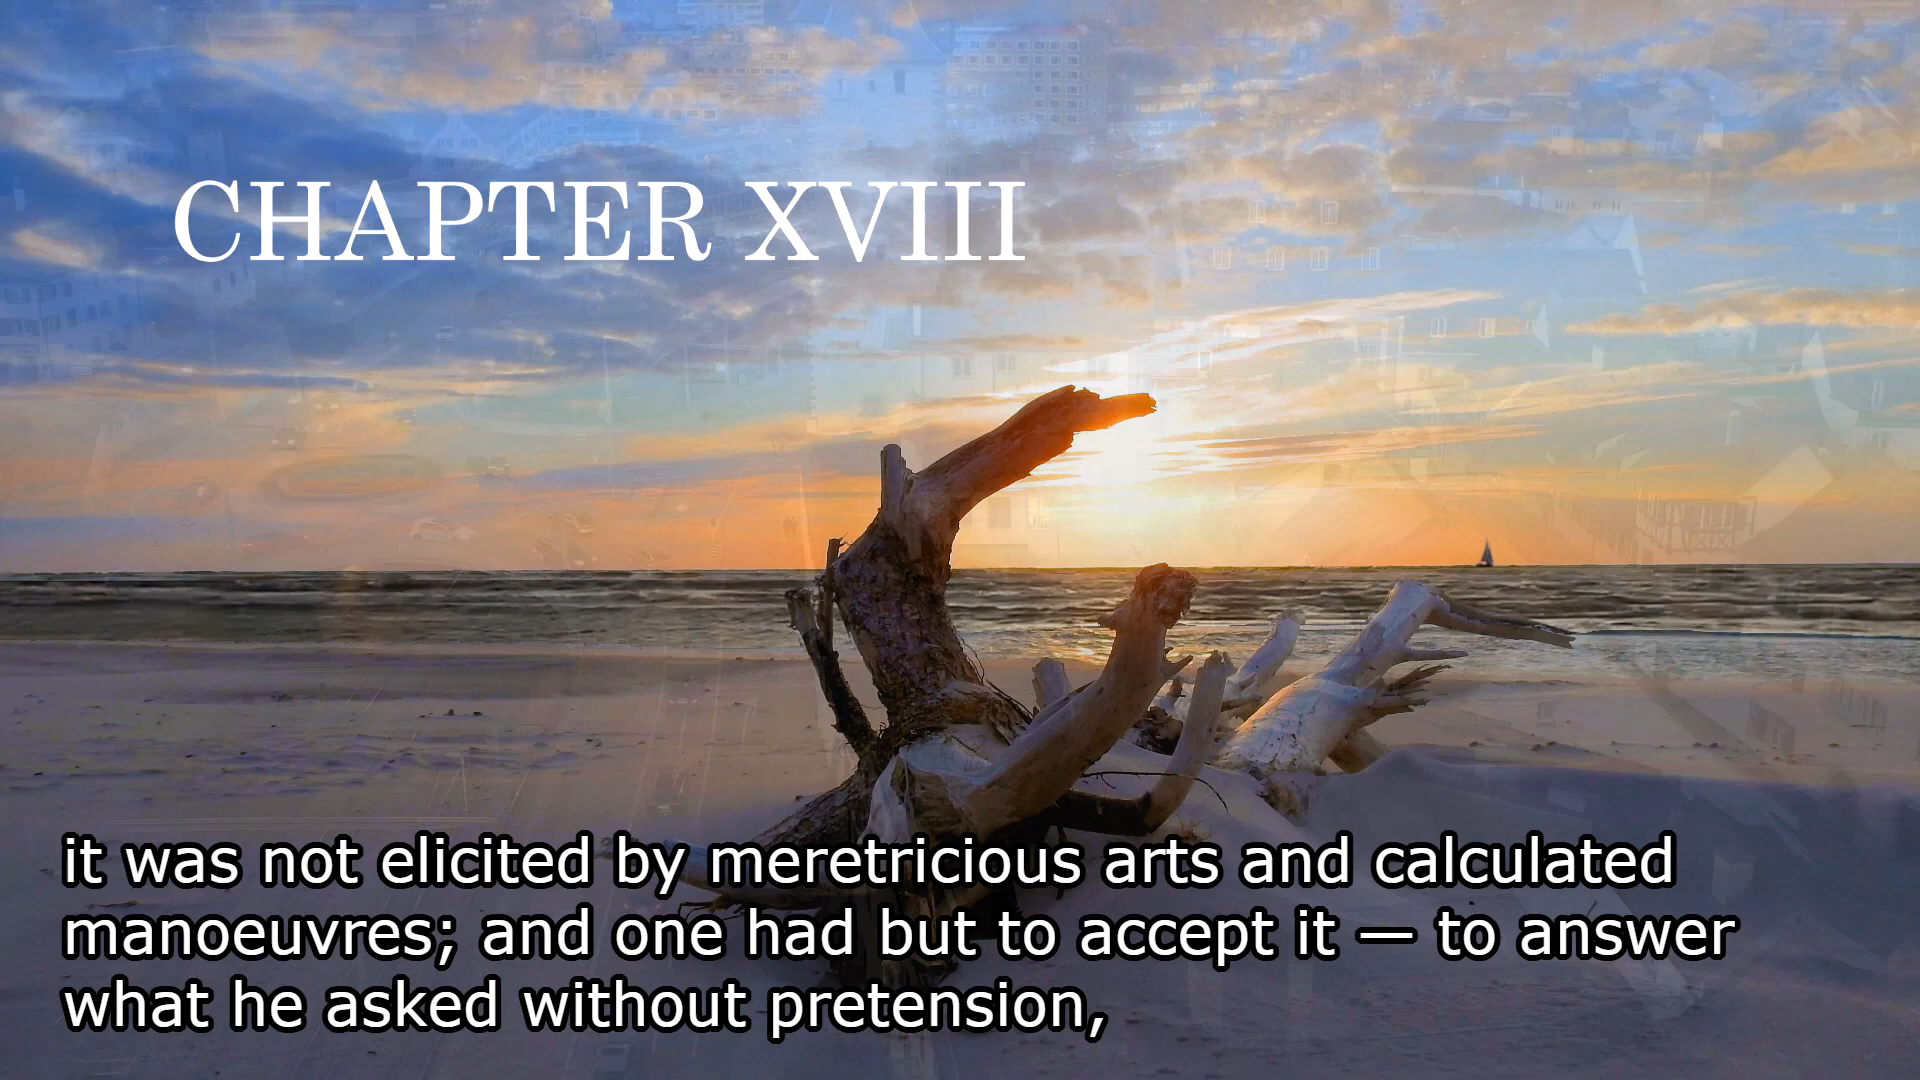 CHAPTER XVIII
it was not elicited by meretricious arts and calculated
manoeuvres; and one had but to accept it — to answer
what he asked without pretension,